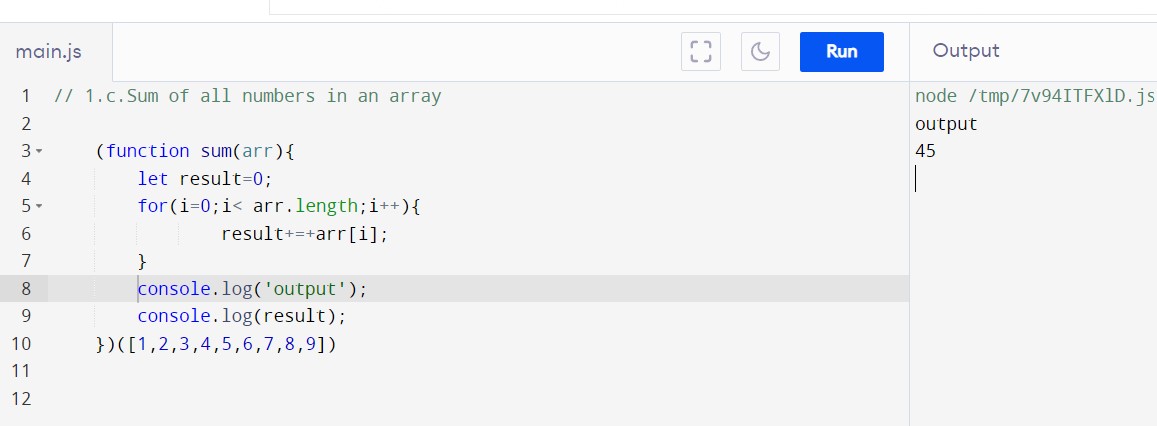 main.js
Run
Output
1 // 1.c.Sum of all numbers in an array
2
3 (function sum(arr){
4 let result=0;
5 for(i=0;i< arr.length;i++){
6 result+=+arr[i];
7 }
8 console.log('output');
9 console.log(result);
10 })([1,2,3,4,5,6,7,8,9])
11
12
node /tmp/7v94ITFXlD.js
output
45